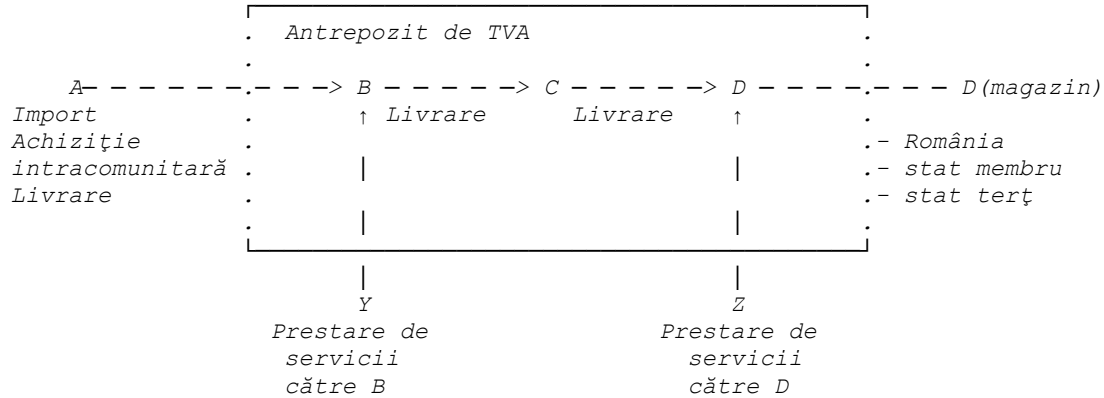 Antrepozit de TVA
A B C D D(magazin)
Import Livrare Livrare
Achiziţie - România
intracomunitară - stat membru
Livrare - stat terţ
Y Z
Prestare de Prestare de
servicii servicii
către B către D